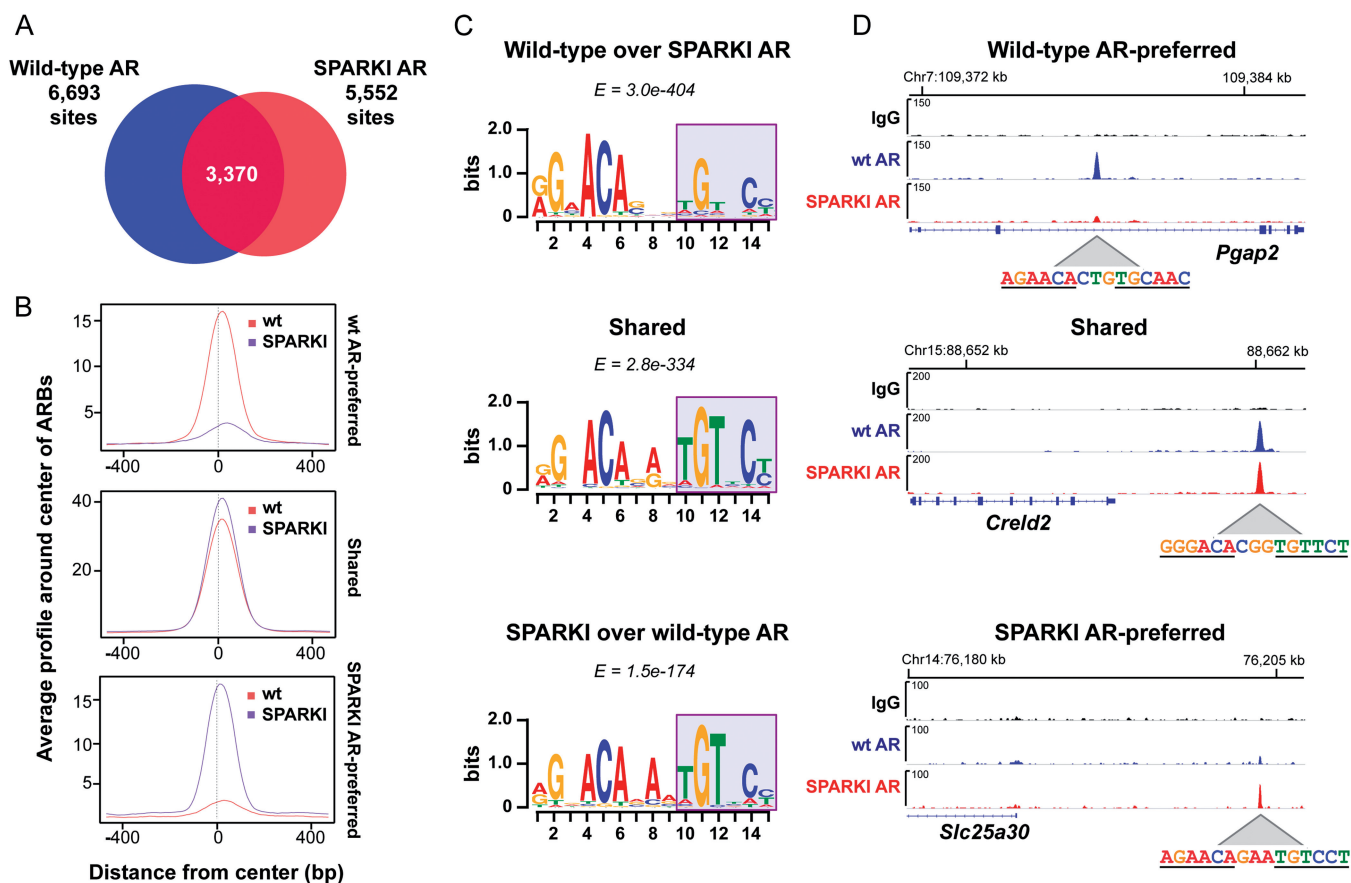 A
Wild-type AR
6,693
sites
SPARKI AR
5,552
sites
3,370
B
Average profile around center of ARBs
15
10
5
wt
SPARKI
-400 0 400
wt AR-preferred
40
20
wt
SPARKI
-400 0 400
Shared
15
10
5
wt
SPARKI
-400 0 400
SPARKI AR-preferred
Distance from center (bp)
C
Wild-type over SPARKI AR
E = 3.0e-404
bits
2.0
1.0
0
2 4 6 8 10 12 14
Shared
E = 2.8e-334
bits
2.0
1.0
0.0
2 4 6 8 10 12 14
SPARKI over wild-type AR
E = 1.5e-174
bits
2.0
1.0
0.0
2 4 6 8 10 12 14
D
Wild-type AR-preferred
Chr7:109,372 kb 109,384 kb
IgG 150
wt AR 150
SPARKI AR 150
Pgap2
AGAACACTGTGCAAC
Shared
Chr15:88,652 kb 88,662 kb
IgG 200
wt AR 200
SPARKI AR 200
Creld2
GGGACACGGTGTTCT
SPARKI AR-preferred
Chr14:76,180 kb 76,205 kb
IgG 100
wt AR 100
SPARKI AR 100
Slc25a30
AGAACAGAATGTCCT